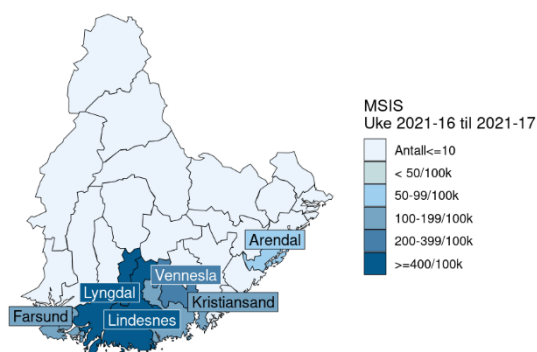 MSIS
Uke 2021-16 til 2021-17
Antall<=10
< 50/100k
50-99/100k
100-199/100k
200-399/100k
>=400/100k
Arendal
Vennesla
Lyngdal
Kristiansand
Farsund
Lindesnes